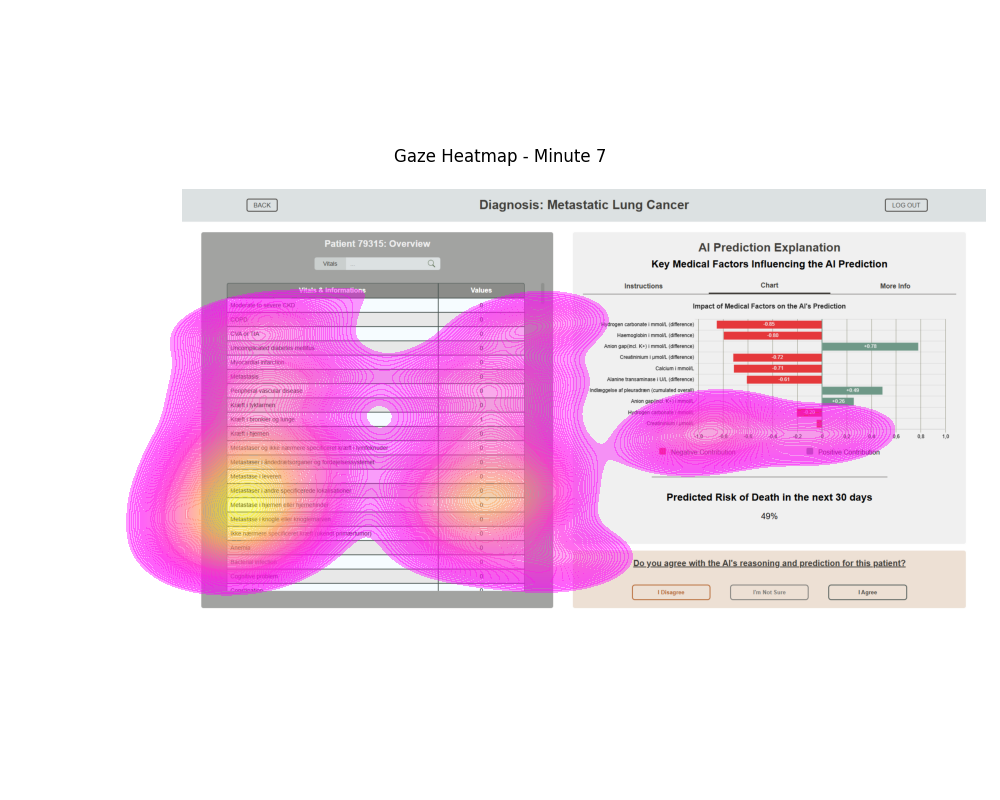 Gaze Heatmap - Minute 7
BACK
Diagnosis: Metastatic Lung Cancer
LOG OUT
Patient 79315: Overview
Vitals
Vitals & Informations Values
Moderate to severe CKD 0
COPD 0
CVA or TIA 0
Uncomplicated diabetes mellitus 0
Myocardial infarction 0
Metastasis 0
Peripheral vascular disease 0
Kræft i tyktarmen 0
Kræft i bronkier og lunge 1
Kræft i hjernen 0
Metastaser og ikke nærmere specificeret kræft i lymfeknuder 0
Metastaser i åndedrætsorganer og fordøjelsessystemet 0
Metastase i leveren 0
Metastaser i andre specificerede lokalisationer 0
Metastase i hjernen eller hjernehinder 0
Metastase i knogle eller knoglemarven 0
Ikke nærmere specificeret kræft (ukendt primærtumor) 0
Anemia 0
Bacterial infection 0
Cognitive problem 0
AI Prediction Explanation
Key Medical Factors Influencing the AI Prediction
Instructions Chart More Info
Impact of Medical Factors on the AI's Prediction
Hydrogen carbonate i mmol/L (difference) -0.85
Haemoglobin i mmol/L (difference) -0.80
Anion gap(incl. K+) i mmol/L (difference) +0.78
Creatininium i µmol/L (difference) -0.72
Calcium i mmol/L -0.71
Alanine transaminase i U/L (difference) -0.61
Indlæggelse af pleuradræn (cumulated overall) +0.49
Anion gap(incl. K+) i mmol/L +0.26
Hydrogen carbonate i mmol/L -0.20
Creatininium i µmol/L
-1,0 -0,8 -0,6 -0,4 -0,2 0 0,2 0,4 0,6 0,8 1,0
Negative Contribution Positive Contribution
Predicted Risk of Death in the next 30 days
49%
Do you agree with the AI's reasoning and prediction for this patient?
I Disagree I'm Not Sure I Agree